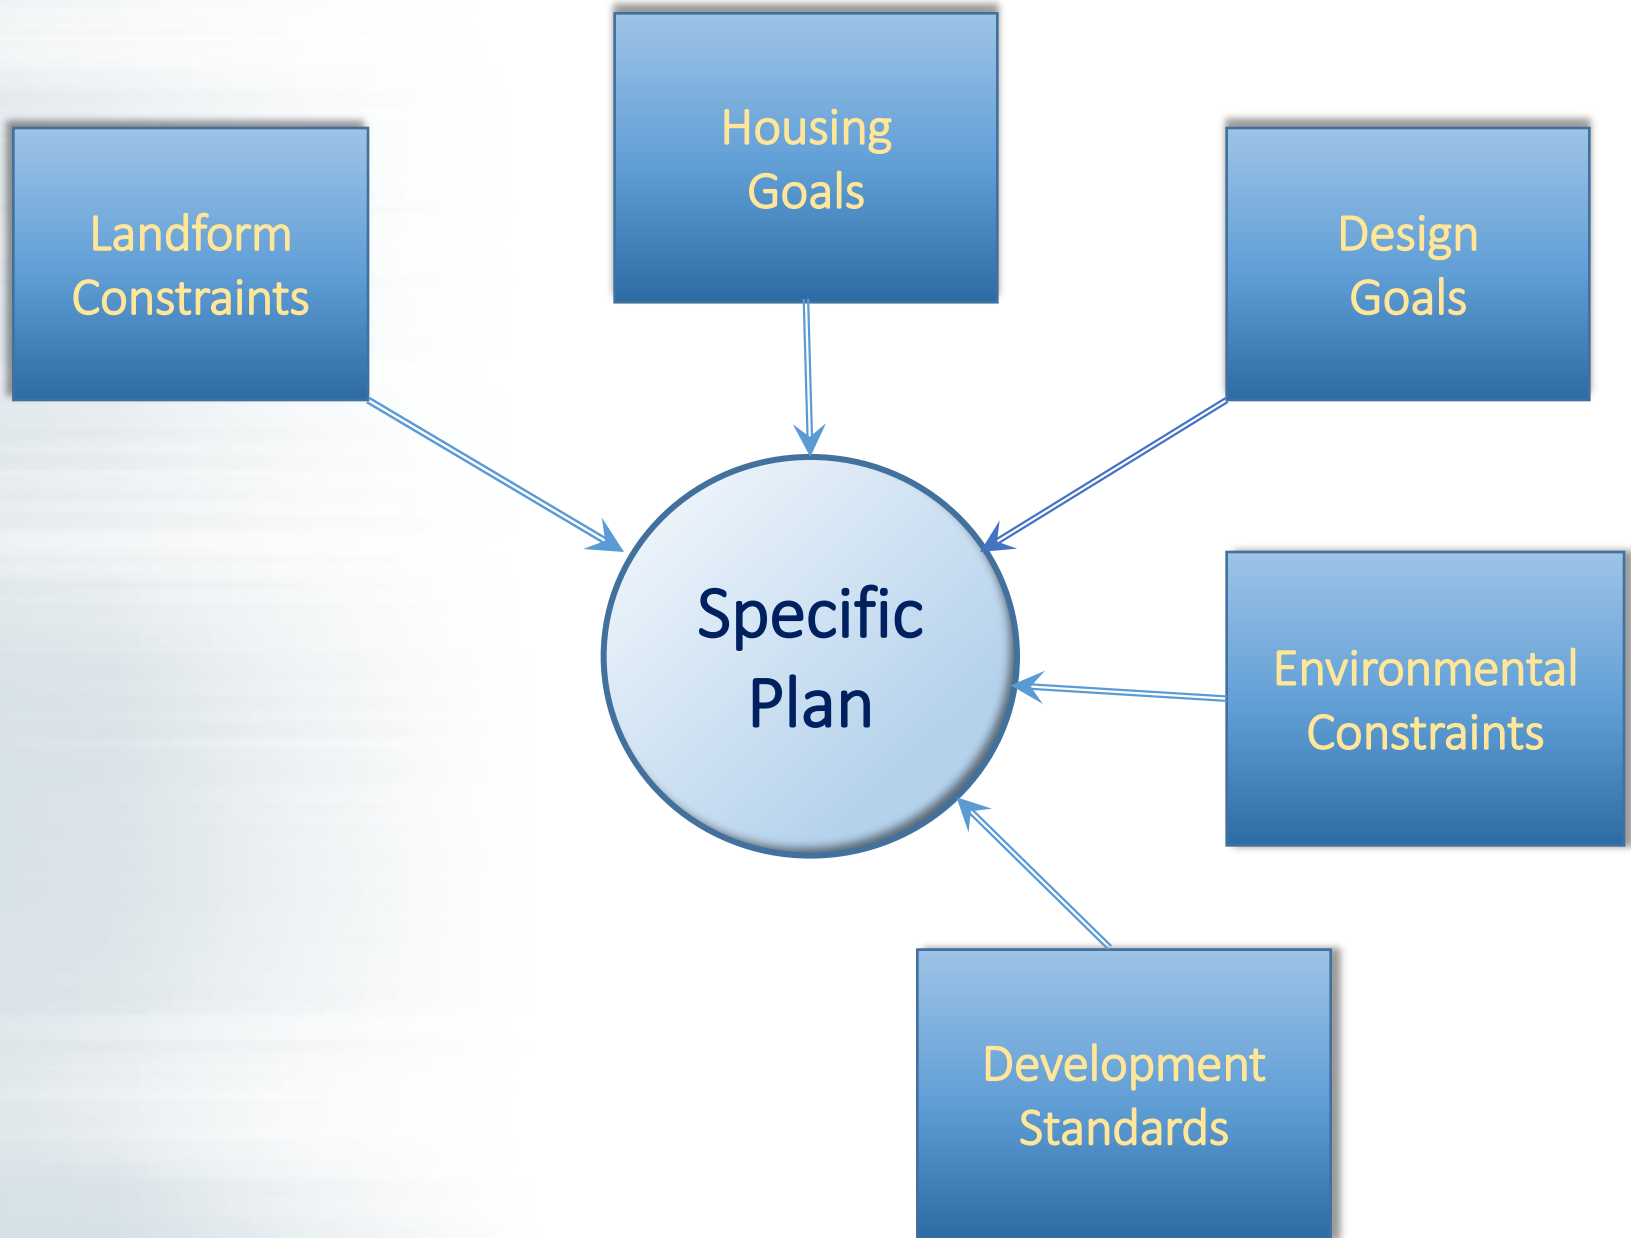 Housing
Goals
Landform
Constraints
Design
Goals
Specific
Plan
Environmental
Constraints
Development
Standards